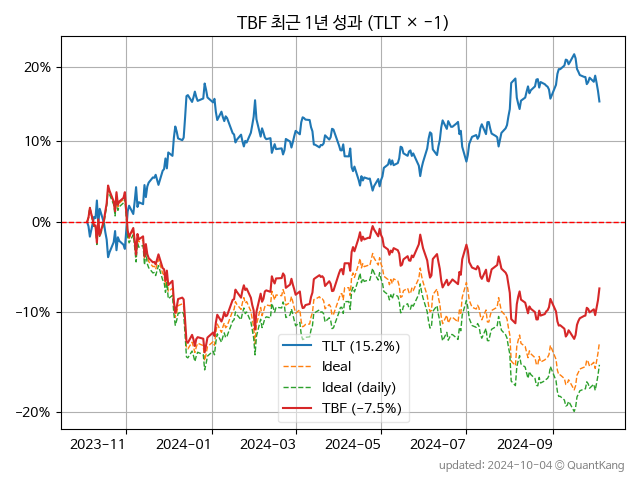 TBF 최근 1년 성과 (TLT × −1)
20%
10%
0%
−10%
−20%
TLT (15.2%)
Ideal
Ideal (daily)
TBF (−7.5%)
2023-11
2024-01
2024-03
2024-05
2024-07
2024-09
updated: 2024-10-04 © QuantKang